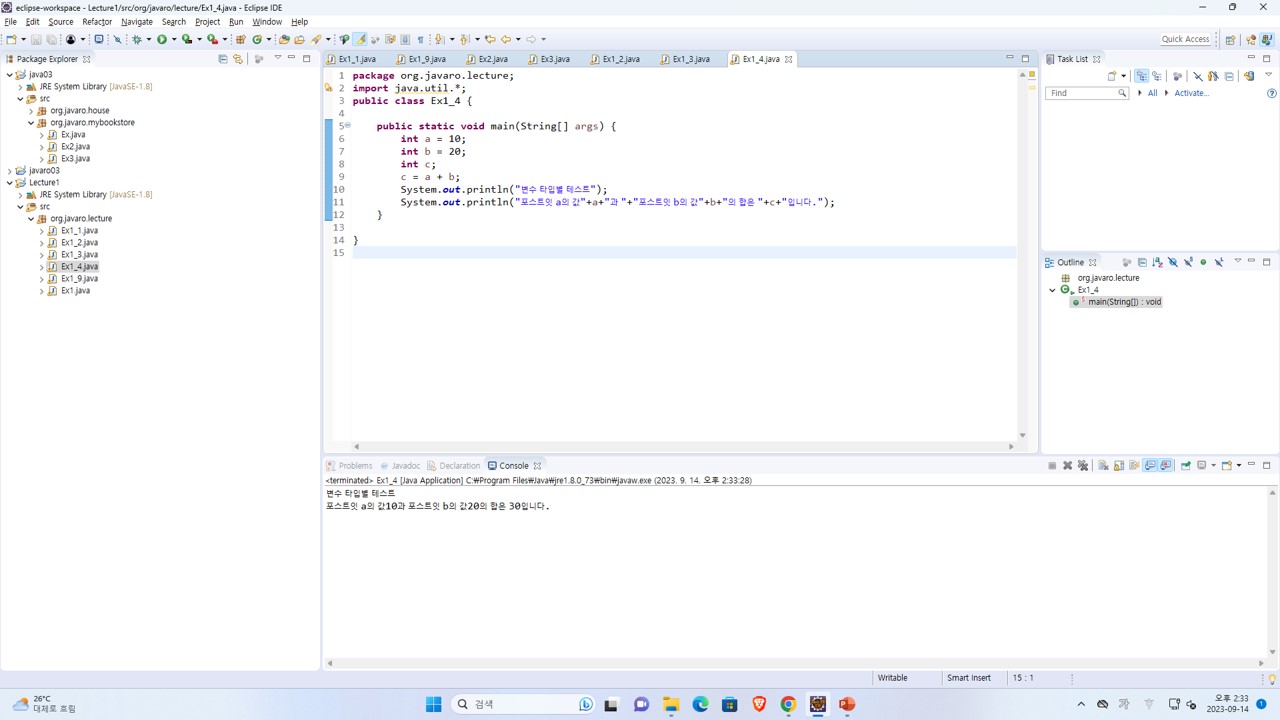 eclipse-workspace - Lecture1/src/org/javaro/lecture/Ex1_4.java - Eclipse IDE
File Edit Source Refactor Navigate Search Project Run Window Help
Quick Access
Package Explorer
java03
JRE System Library [JavaSE-1.8]
src
org.javaro.house
org.javaro.mybookstore
Ex.java
Ex2.java
Ex3.java
javaro03
Lecture1
JRE System Library [JavaSE-1.8]
src
org.javaro.lecture
Ex1_1.java
Ex1_2.java
Ex1_3.java
Ex1_4.java
Ex1_9.java
Ex1.java
Ex1_1.java Ex1_9.java Ex2.java Ex3.java Ex1_2.java Ex1_3.java Ex1_4.java
1 package org.javaro.lecture;
2 import java.util.*;
3 public class Ex1_4 {
4
5 public static void main(String[] args) {
6 int a = 10;
7 int b = 20;
8 int c;
9 c = a + b;
10 System.out.println("변수 타입별 테스트");
11 System.out.println("포스트잇 a의 값"+a+"과 "+"포스트잇 b의 값"+b+"의 합은 "+c+"입니다.");
12 }
13
14 }
15
Task List
Find All Activate...
Outline
org.javaro.lecture
Ex1_4
main(String[]) : void
Problems Javadoc Declaration Console
<terminated> Ex1_4 [Java Application] C:₩Program Files₩Java₩jre1.8.0_73₩bin₩javaw.exe (2023. 9. 14. 오후 2:33:28)
변수 타입별 테스트
포스트잇 a의 값10과 포스트잇 b의 값20의 합은 30입니다.
Writable Smart Insert 15 : 1
26°C
대체로 흐림
검색
오후 2:33
2023-09-14